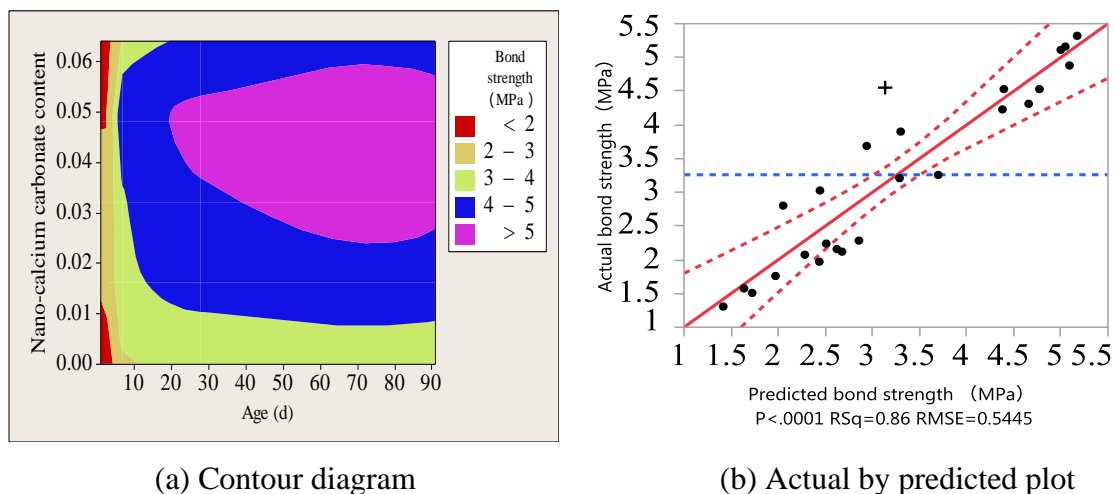 Nano-calcium carbonate content
0.06
0.05
0.04
0.03
0.02
0.01
0.00
10 20 30 40 50 60 70 80 90
Age (d)
Bond
strength
(MPa)
< 2
2 – 3
3 – 4
4 – 5
> 5
(a) Contour diagram
Actual bond strength (MPa)
5.5
5
4.5
4
3.5
3
2.5
2
1.5
1
1 1.5 2 2.5 3 3.5 4 4.5 5 5.5
Predicted bond strength (MPa)
P<.0001 RSq=0.86 RMSE=0.5445
(b) Actual by predicted plot